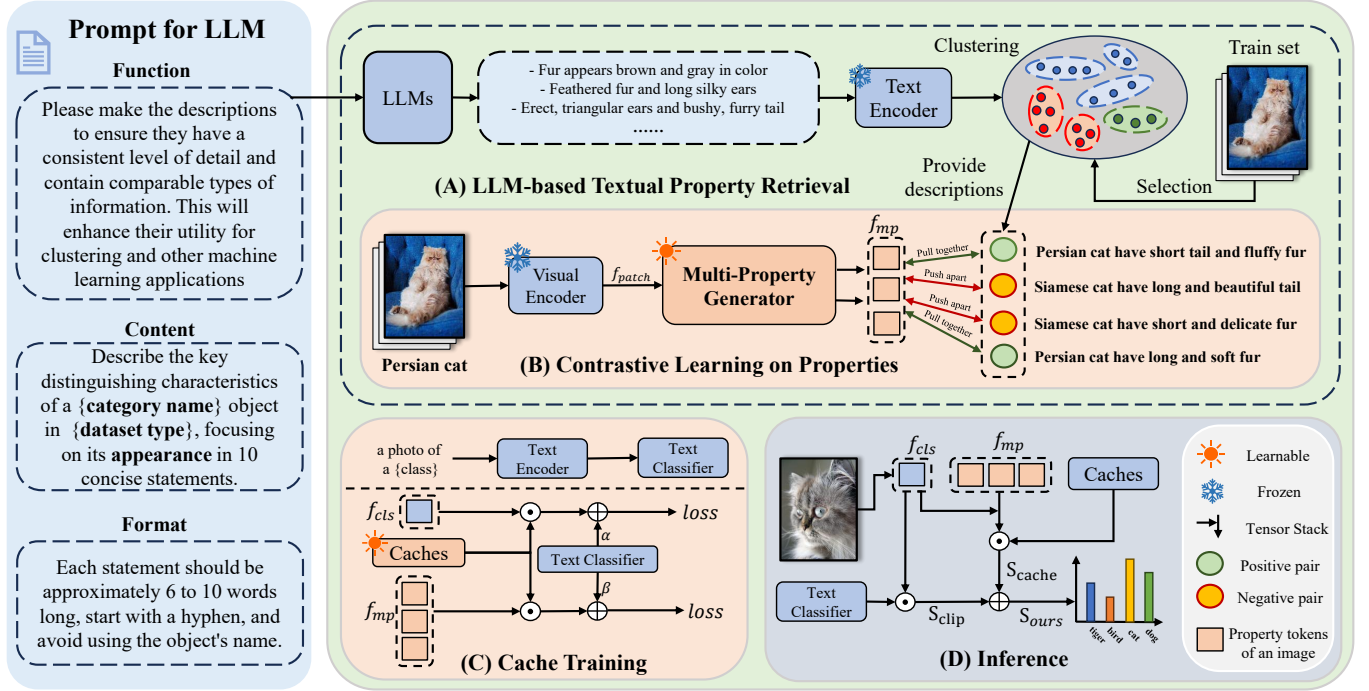 Prompt for LLM
Function
Please make the descriptions
to ensure they have a
consistent level of detail and
contain comparable types of
information. This will
enhance their utility for
clustering and other machine
learning applications
Content
Describe the key
distinguishing characteristics
of a {category name} object
in {dataset type}, focusing
on its appearance in 10
concise statements.
Format
Each statement should be
approximately 6 to 10 words
long, start with a hyphen, and
avoid using the object's name.
LLMs
- Fur appears brown and gray in color
- Feathered fur and long silky ears
- Erect, triangular ears and bushy, furry tail
......
Text
Encoder
Clustering
Train set
Provide
descriptions
Selection
(A) LLM-based Textual Property Retrieval
Persian cat
Visual
Encoder
f_patch
Multi-Property
Generator
f_mp
Pull together
Push apart
Push apart
Pull together
Persian cat have short tail and fluffy fur
Siamese cat have long and beautiful tail
Siamese cat have short and delicate fur
Persian cat have long and soft fur
(B) Contrastive Learning on Properties
a photo of
a {class}
Text
Encoder
Text
Classifier
f_cls
loss
α
Caches
Text Classifier
β
f_mp
loss
(C) Cache Training
f_cls
f_mp
Caches
S_cache
Text
Classifier
S_clip
S_ours
tiger
bird
cat
dog
(D) Inference
Learnable
Frozen
Tensor Stack
Positive pair
Negative pair
Property tokens
of an image